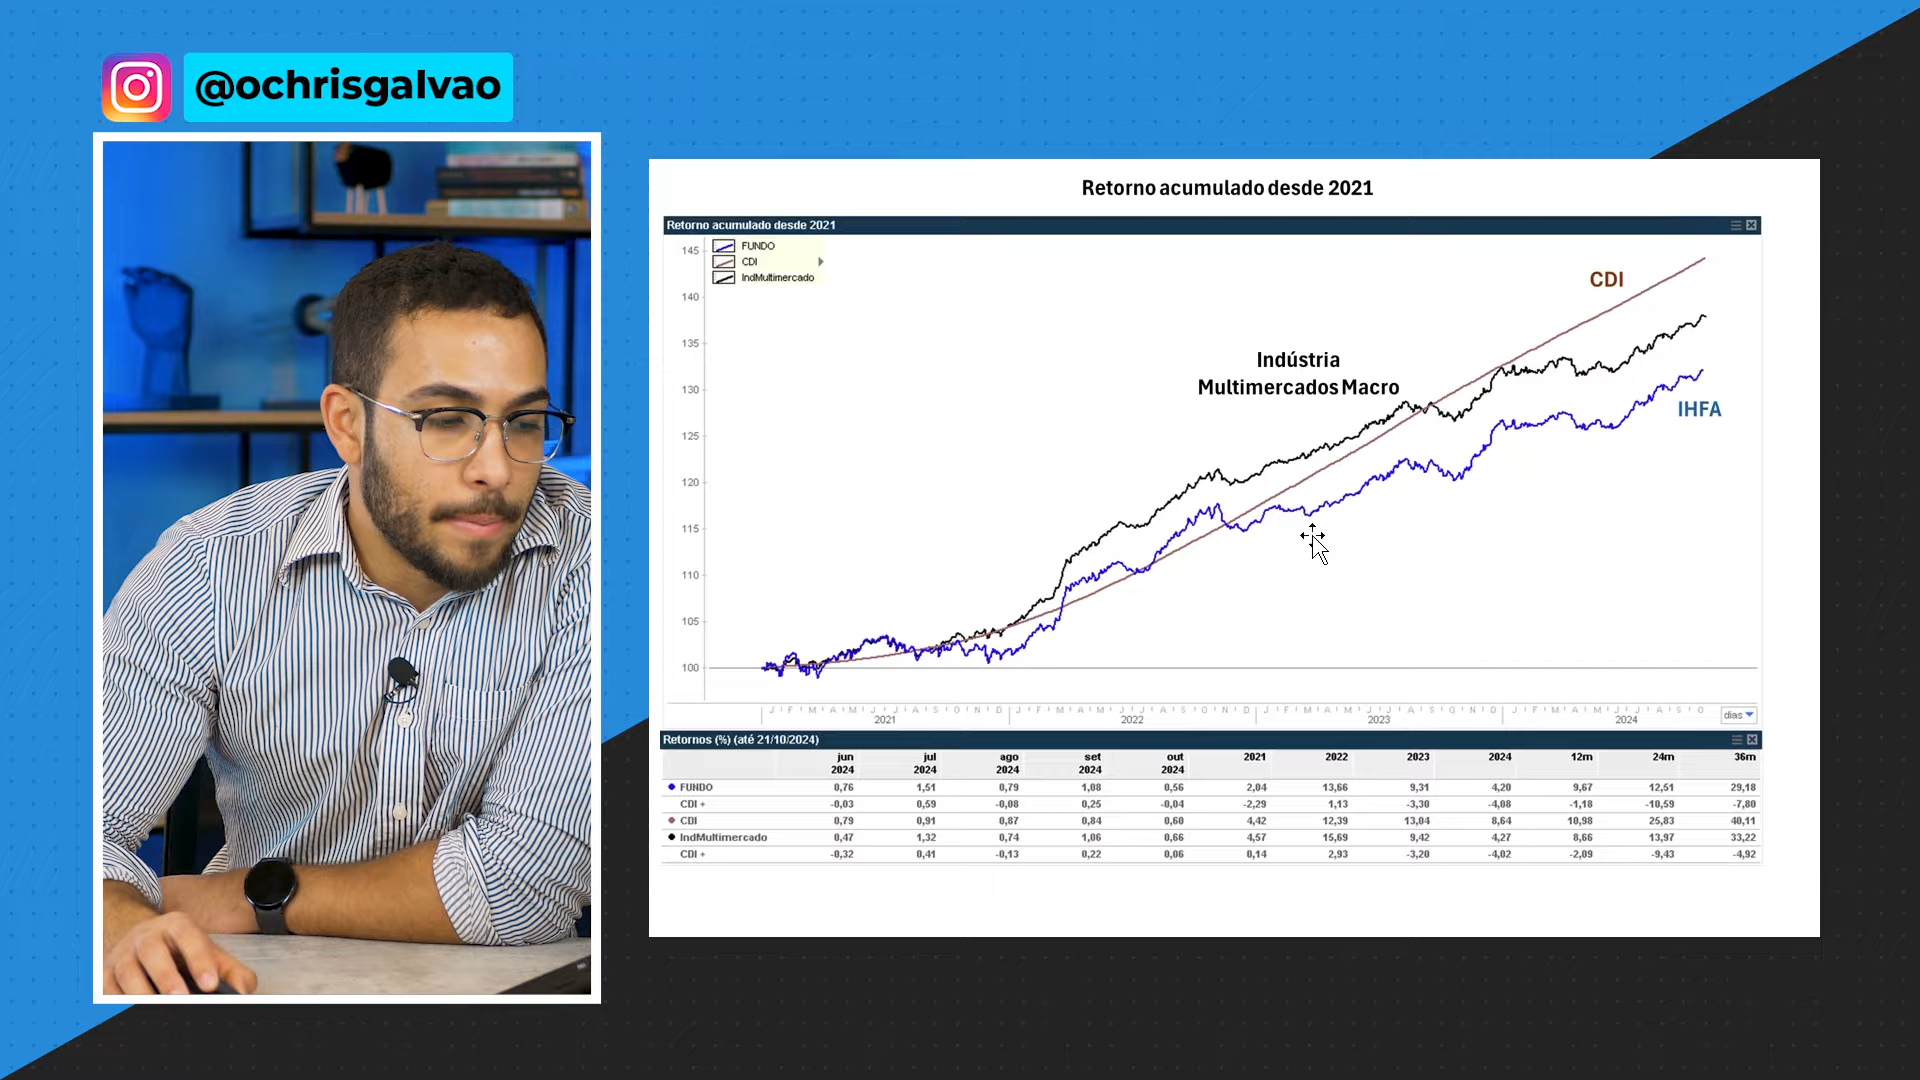 @ochrisgalvao
Retorno acumulado desde 2021
Retorno acumulado desde 2021
FUNDO
CDI
IndMultimercado
145
140
135
130
125
120
115
110
105
100
CDI
Indústria
Multimercados Macro
IHFA
J F M A M J J A S O N D J F M A M J J A S O N D J F M A M J J A S O N D J F M A M J J A S O
2021 2022 2023 2024
dias
Retornos (%) (até 21/10/2024)
jun jul ago set out 2021 2022 2023 2024 12m 24m 36m
2024 2024 2024 2024 2024
FUNDO 0,76 1,51 0,79 1,08 0,56 2,04 13,66 9,31 4,20 9,67 12,51 29,18
CDI + -0,03 0,59 -0,08 0,25 -0,04 -2,29 1,13 -3,30 -4,08 -1,18 -10,59 -7,80
CDI 0,79 0,91 0,87 0,84 0,60 4,42 12,39 13,04 8,64 10,98 25,83 40,11
IndMultimercado 0,47 1,32 0,74 1,06 0,66 4,57 15,69 9,42 4,27 8,66 13,97 33,22
CDI + -0,32 0,41 -0,13 0,22 0,06 0,14 2,93 -3,20 -4,02 -2,09 -9,43 -4,92